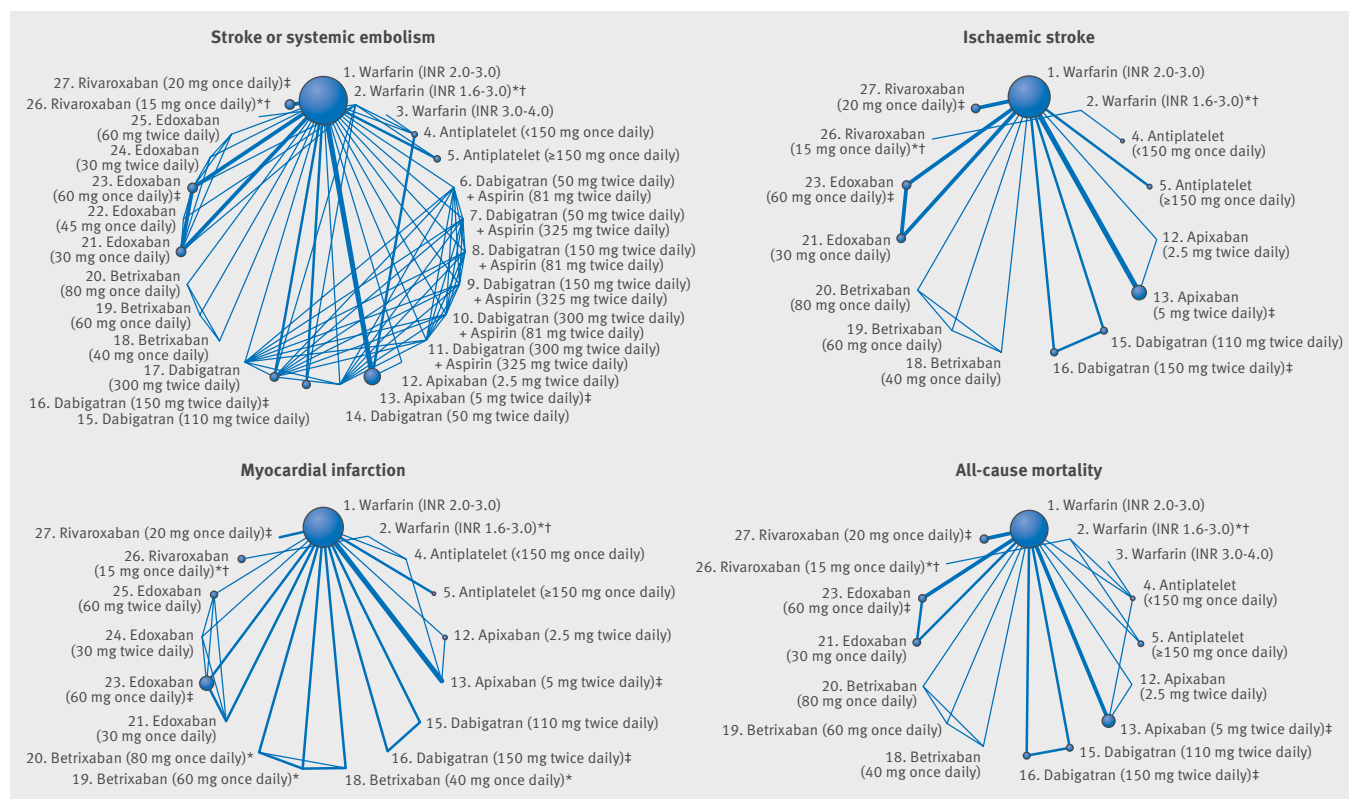 Stroke or systemic embolism
1. Warfarin (INR 2.0-3.0)
2. Warfarin (INR 1.6-3.0)*†
3. Warfarin (INR 3.0-4.0)
4. Antiplatelet (<150 mg once daily)
5. Antiplatelet (≥150 mg once daily)
6. Dabigatran (50 mg twice daily)
+ Aspirin (81 mg twice daily)
7. Dabigatran (50 mg twice daily)
+ Aspirin (325 mg twice daily)
8. Dabigatran (150 mg twice daily)
+ Aspirin (81 mg twice daily)
9. Dabigatran (150 mg twice daily)
+ Aspirin (325 mg twice daily)
10. Dabigatran (300 mg twice daily)
+ Aspirin (81 mg twice daily)
11. Dabigatran (300 mg twice daily)
+ Aspirin (325 mg twice daily)
12. Apixaban (2.5 mg twice daily)
13. Apixaban (5 mg twice daily)‡
14. Dabigatran (50 mg twice daily)
15. Dabigatran (110 mg twice daily)
16. Dabigatran (150 mg twice daily)‡
17. Dabigatran
(300 mg twice daily)
18. Betrixaban
(40 mg once daily)
19. Betrixaban
(60 mg once daily)
20. Betrixaban
(80 mg once daily)
21. Edoxaban
(30 mg once daily)
22. Edoxaban
(45 mg once daily)
23. Edoxaban
(60 mg once daily)‡
24. Edoxaban
(30 mg twice daily)
25. Edoxaban
(60 mg twice daily)
26. Rivaroxaban (15 mg once daily)*†
27. Rivaroxaban (20 mg once daily)‡
Ischaemic stroke
1. Warfarin (INR 2.0-3.0)
2. Warfarin (INR 1.6-3.0)*†
4. Antiplatelet
(<150 mg once daily)
5. Antiplatelet
(≥150 mg once daily)
12. Apixaban
(2.5 mg twice daily)
13. Apixaban
(5 mg twice daily)‡
15. Dabigatran (110 mg twice daily)
16. Dabigatran (150 mg twice daily)‡
18. Betrixaban
(40 mg once daily)
19. Betrixaban
(60 mg once daily)
20. Betrixaban
(80 mg once daily)
21. Edoxaban
(30 mg once daily)
23. Edoxaban
(60 mg once daily)‡
26. Rivaroxaban
(15 mg once daily)*†
27. Rivaroxaban
(20 mg once daily)‡
Myocardial infarction
1. Warfarin (INR 2.0-3.0)
2. Warfarin (INR 1.6-3.0)*†
4. Antiplatelet (<150 mg once daily)
5. Antiplatelet (≥150 mg once daily)
12. Apixaban (2.5 mg twice daily)
13. Apixaban (5 mg twice daily)‡
15. Dabigatran (110 mg twice daily)
16. Dabigatran (150 mg twice daily)‡
18. Betrixaban (40 mg once daily)*
19. Betrixaban (60 mg once daily)*
20. Betrixaban (80 mg once daily)*
21. Edoxaban
(30 mg once daily)
23. Edoxaban
(60 mg once daily)‡
24. Edoxaban
(30 mg twice daily)
25. Edoxaban
(60 mg twice daily)
26. Rivaroxaban
(15 mg once daily)*†
27. Rivaroxaban (20 mg once daily)‡
All-cause mortality
1. Warfarin (INR 2.0-3.0)
2. Warfarin (INR 1.6-3.0)*†
3. Warfarin (INR 3.0-4.0)
4. Antiplatelet
(<150 mg once daily)
5. Antiplatelet
(≥150 mg once daily)
12. Apixaban
(2.5 mg twice daily)
13. Apixaban (5 mg twice daily)‡
15. Dabigatran (110 mg twice daily)
16. Dabigatran (150 mg twice daily)‡
18. Betrixaban
(40 mg once daily)
19. Betrixaban (60 mg once daily)
20. Betrixaban
(80 mg once daily)
21. Edoxaban
(30 mg once daily)
23. Edoxaban
(60 mg once daily)‡
26. Rivaroxaban (15 mg once daily)*†
27. Rivaroxaban (20 mg once daily)‡